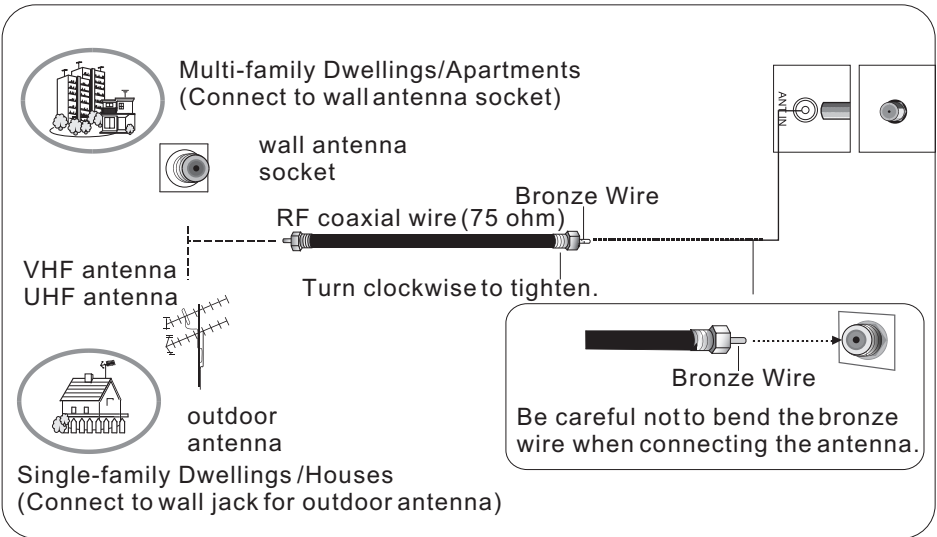 Multi-family Dwellings/Apartments
(Connect to wall antenna socket)
ANT.IN
wall antenna
socket
Bronze Wire
RF coaxial wire (75 ohm)
VHF antenna
UHF antenna
Turn clockwise to tighten.
Bronze Wire
Be careful not to bend the bronze
wire when connecting the antenna.
outdoor
antenna
Single-family Dwellings /Houses
(Connect to wall jack for outdoor antenna)